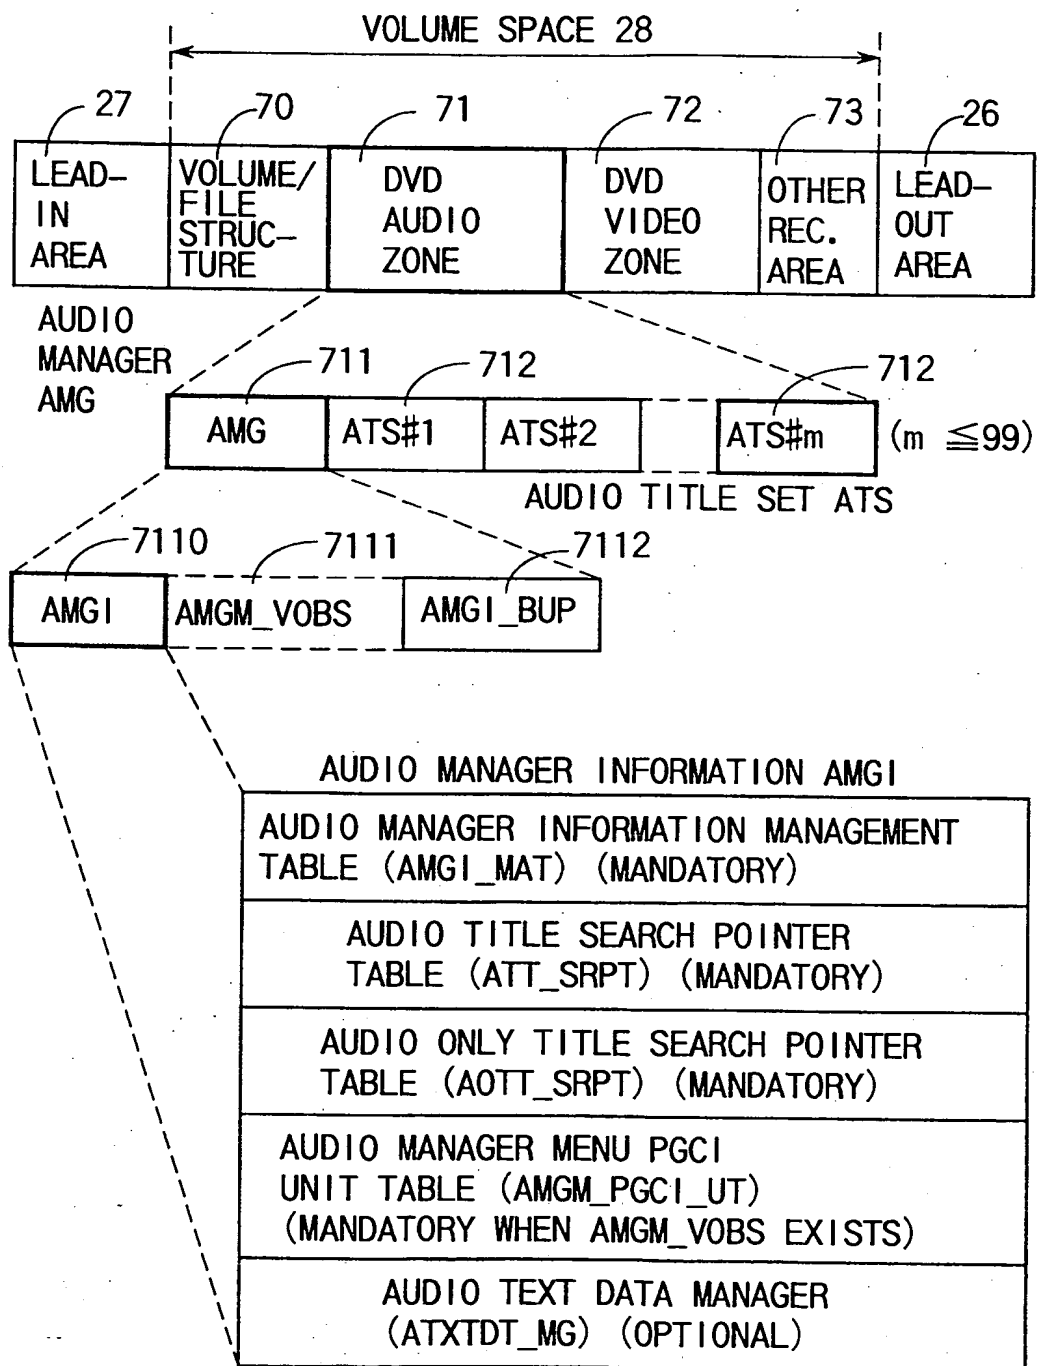 VOLUME SPACE 28
27
70
71
72
73
26
LEAD-
IN
AREA
VOLUME/
FILE
STRUC-
TURE
DVD
AUDIO
ZONE
DVD
VIDEO
ZONE
OTHER
REC.
AREA
LEAD-
OUT
AREA
AUDIO
MANAGER
AMG
711
712
712
AMG
ATS#1
ATS#2
ATS#m
(m ≦99)
AUDIO TITLE SET ATS
7110
7111
7112
AMGI
AMGM_VOBS
AMGI_BUP
AUDIO MANAGER INFORMATION AMGI
AUDIO MANAGER INFORMATION MANAGEMENT
TABLE (AMGI_MAT) (MANDATORY)
AUDIO TITLE SEARCH POINTER
TABLE (ATT_SRPT) (MANDATORY)
AUDIO ONLY TITLE SEARCH POINTER
TABLE (AOTT_SRPT) (MANDATORY)
AUDIO MANAGER MENU PGCI
UNIT TABLE (AMGM_PGCI_UT)
(MANDATORY WHEN AMGM_VOBS EXISTS)
AUDIO TEXT DATA MANAGER
(ATXTDT_MG) (OPTIONAL)